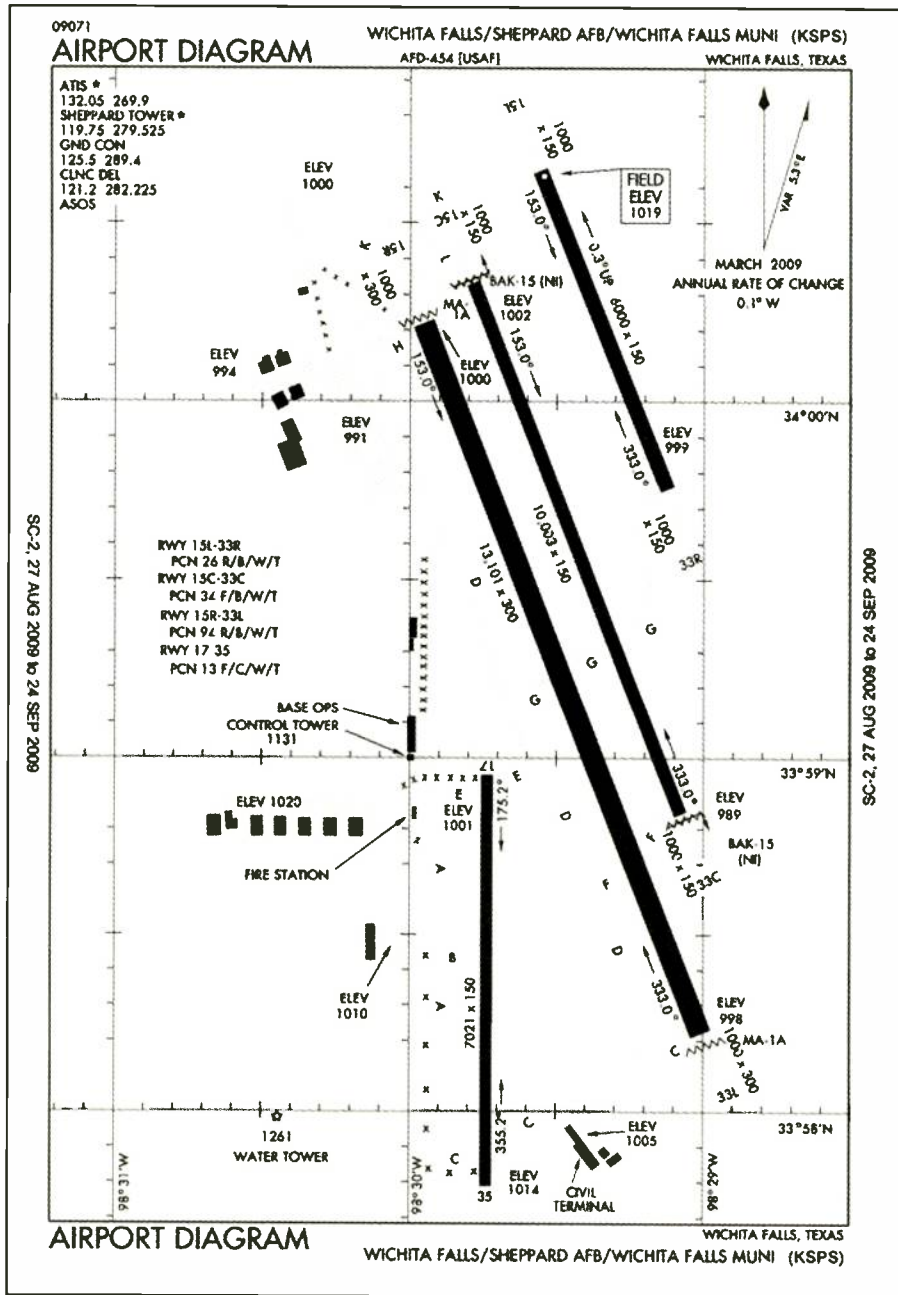 09071
AIRPORT DIAGRAM
WICHITA FALLS/SHEPPARD AFB/WICHITA FALLS MUNI (KSPS)
AFD-454 [USAF]
WICHITA FALLS, TEXAS
ATIS *
132.05 269.9
SHEPPARD TOWER *
119.75 279.525
GND CON
125.5 289.4
CLNC DEL
121.2 282.225
ASOS
ELEV
1000
15L
1000
x 150
FIELD
ELEV
1019
VAR 5.3° E
MARCH 2009
ANNUAL RATE OF CHANGE
0.1° W
K
15C
1000
x 150
K
15R
1000
x 300
L
BAK-15 (NI)
MA-
1A
ELEV
1002
153.0°
0.3° UP
6000 x 150
H
153.0°
ELEV
1000
153.0°
ELEV
994
ELEV
991
34°00'N
ELEV
999
333.0°
1000
x 150
33R
10,003 x 150
13,101 x 300
D
G
G
G
RWY 15L-33R
PCN 26 R/B/W/T
RWY 15C-33C
PCN 34 F/B/W/T
RWY 15R-33L
PCN 94 R/B/W/T
RWY 17 35
PCN 13 F/C/W/T
BASE OPS
CONTROL TOWER
1131
33°59'N
17
E
E
ELEV
1001
175.2°
333.0°
ELEV
989
BAK-15
(NI)
1000
x 150
33C
ELEV 1020
FIRE STATION
A
D
F
F
D
B
A
ELEV
1010
7021 x 150
333.0°
ELEV
998
MA-1A
C
1000
x 300
33L
355.2°
C
33°58'N
1261
WATER TOWER
C
35
ELEV
1014
ELEV
1005
CIVIL
TERMINAL
98°31'W
98°30'W
98°29'W
SC-2, 27 AUG 2009 to 24 SEP 2009
SC-2, 27 AUG 2009 to 24 SEP 2009
AIRPORT DIAGRAM
WICHITA FALLS, TEXAS
WICHITA FALLS/SHEPPARD AFB/WICHITA FALLS MUNI (KSPS)